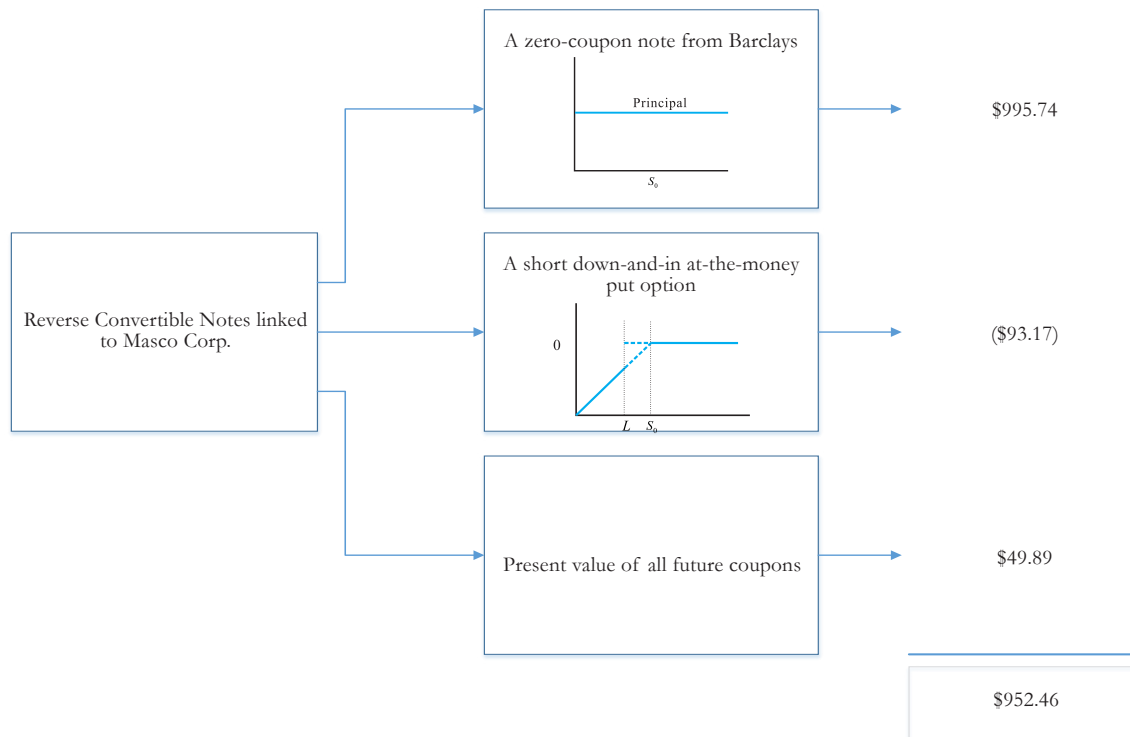 A zero-coupon note from Barclays
Principal
S₀
$995.74
Reverse Convertible Notes linked
to Masco Corp.
A short down-and-in at-the-money
put option
0
L S₀
($93.17)
Present value of all future coupons
$49.89
$952.46